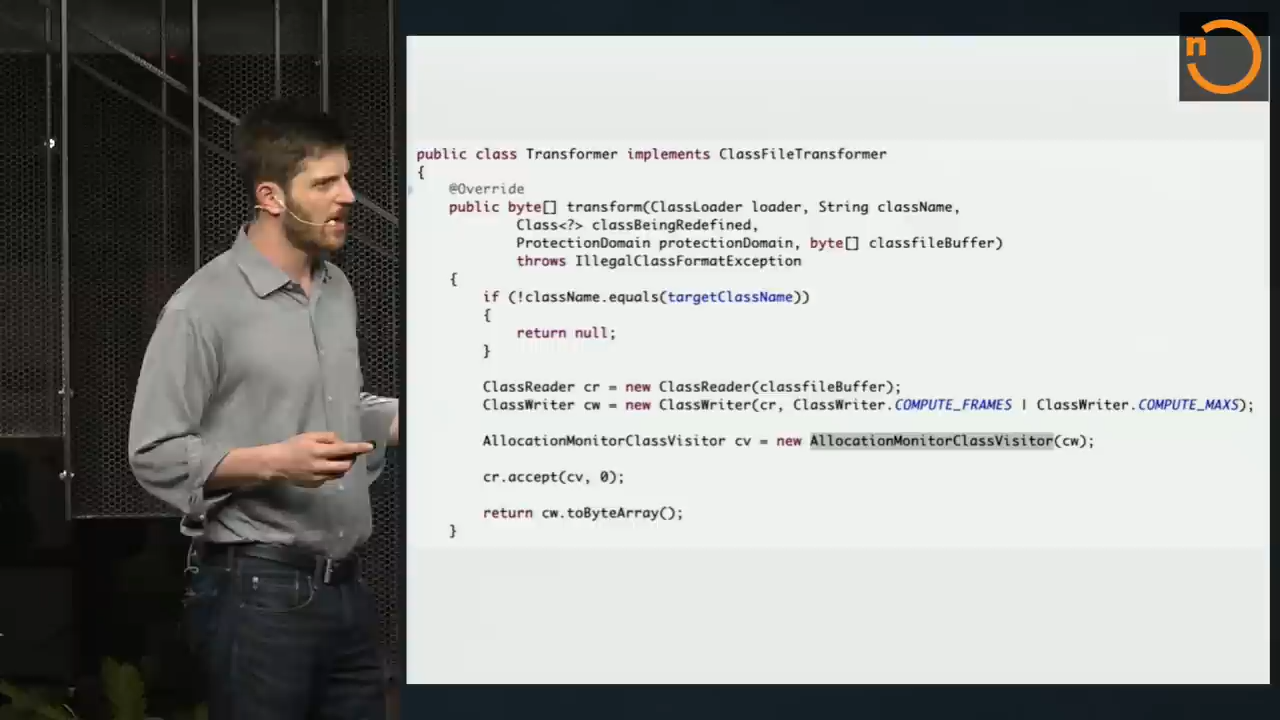 n
public class Transformer implements ClassFileTransformer
{
@Override
public byte[] transform(ClassLoader loader, String className,
Class<?> classBeingRedefined,
ProtectionDomain protectionDomain, byte[] classfileBuffer)
throws IllegalClassFormatException
{
if (!className.equals(targetClassName))
{
return null;
}
ClassReader cr = new ClassReader(classfileBuffer);
ClassWriter cw = new ClassWriter(cr, ClassWriter.COMPUTE_FRAMES | ClassWriter.COMPUTE_MAXS);
AllocationMonitorClassVisitor cv = new AllocationMonitorClassVisitor(cw);
cr.accept(cv, 0);
return cw.toByteArray();
}